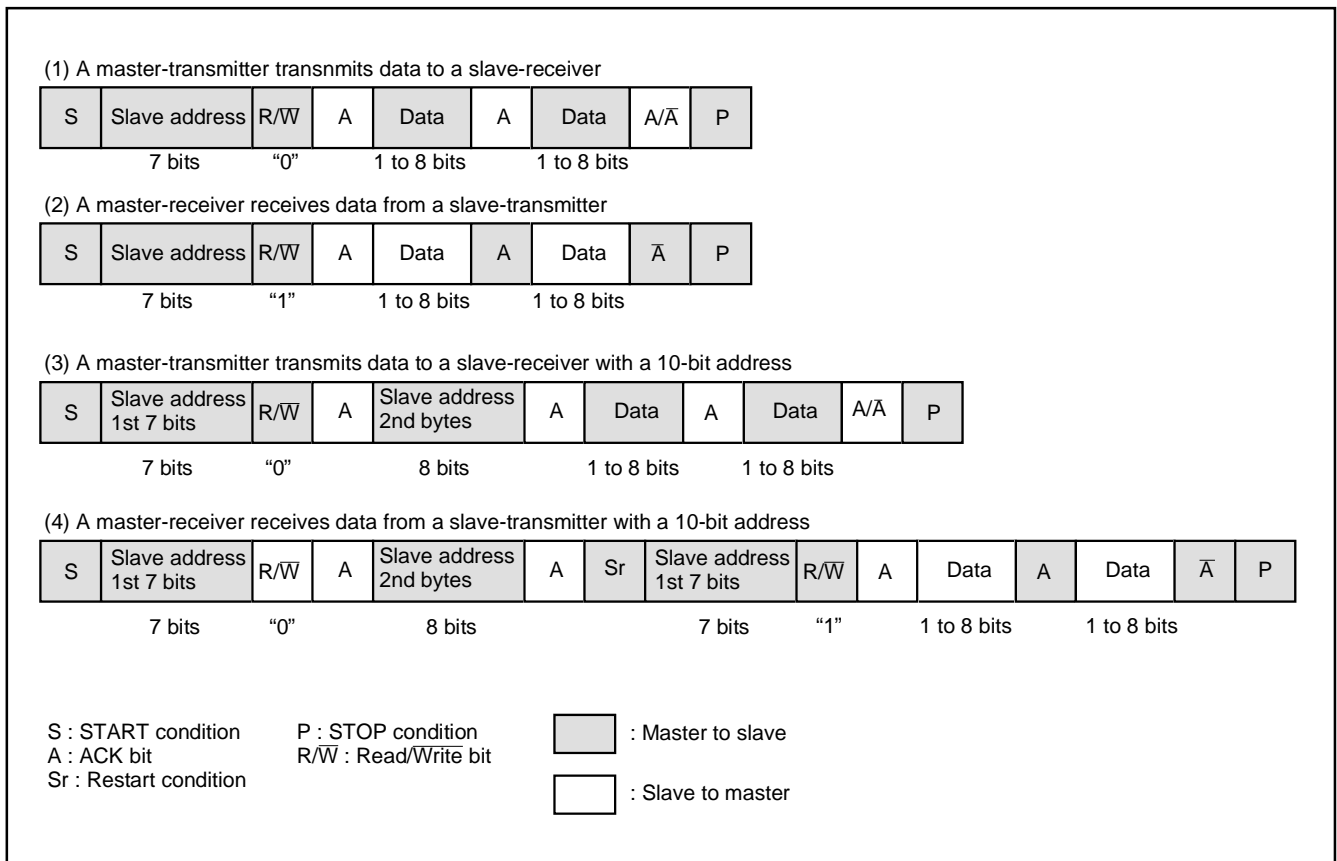 (1) A master-transmitter transnmits data to a slave-receiver
S Slave address R/W̅ A Data A Data A/A̅ P
7 bits “0” 1 to 8 bits 1 to 8 bits
(2) A master-receiver receives data from a slave-transmitter
S Slave address R/W̅ A Data A Data A̅ P
7 bits “1” 1 to 8 bits 1 to 8 bits
(3) A master-transmitter transmits data to a slave-receiver with a 10-bit address
S Slave address 1st 7 bits R/W̅ A Slave address 2nd bytes A Data A Data A/A̅ P
7 bits “0” 8 bits 1 to 8 bits 1 to 8 bits
(4) A master-receiver receives data from a slave-transmitter with a 10-bit address
S Slave address 1st 7 bits R/W̅ A Slave address 2nd bytes A Sr Slave address 1st 7 bits R/W̅ A Data A Data A̅ P
7 bits “0” 8 bits 7 bits “1” 1 to 8 bits 1 to 8 bits
S : START condition
A : ACK bit
Sr : Restart condition
P : STOP condition
R/W̅ : Read/W̅r̅i̅t̅e̅ bit
: Master to slave
: Slave to master